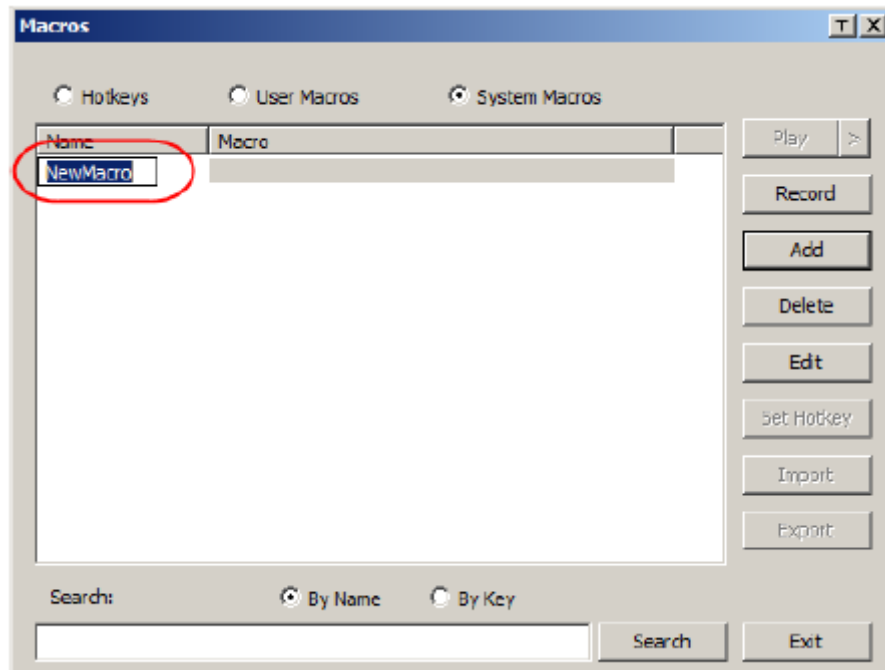 Macros
Hotkeys User Macros System Macros
Name Macro
NewMacro
Play >
Record
Add
Delete
Edit
Set Hotkey
Import
Export
Search: By Name By Key
Search Exit